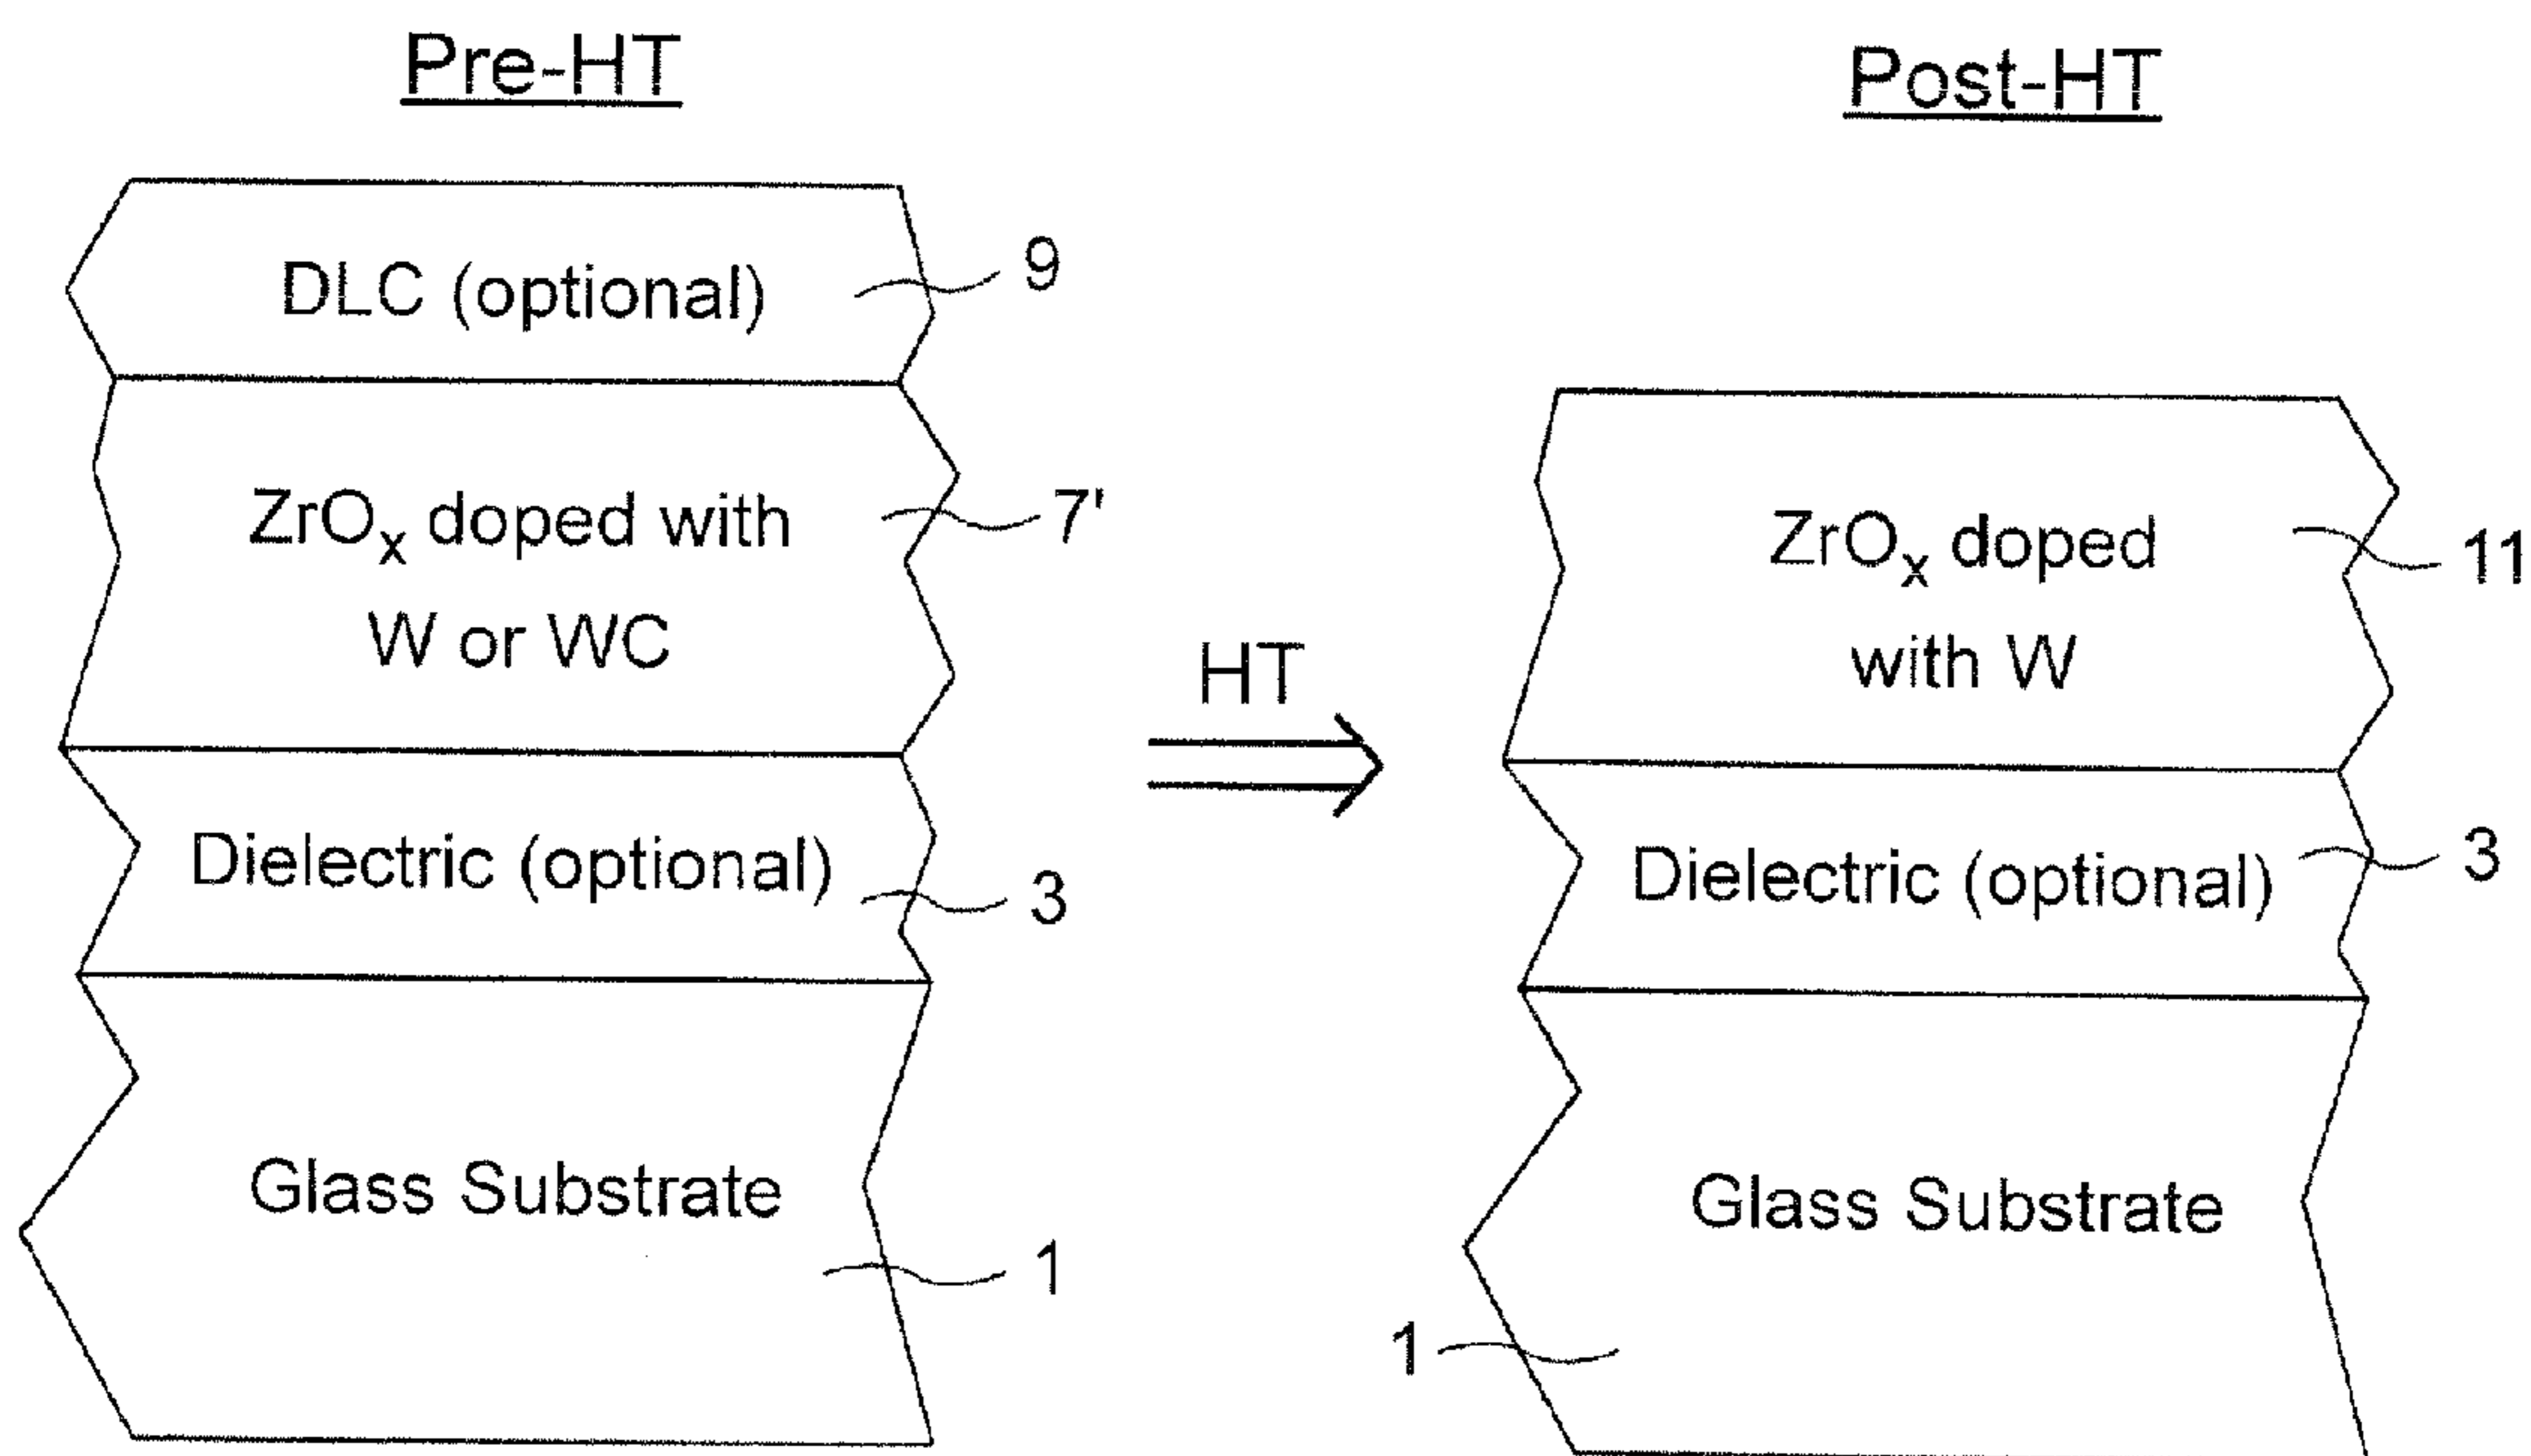 Pre-HT
DLC (optional)
9
ZrOₓ doped with
W or WC
7'
Dielectric (optional)
3
Glass Substrate
1
HT
Post-HT
ZrOₓ doped
with W
11
Dielectric (optional)
3
Glass Substrate
1